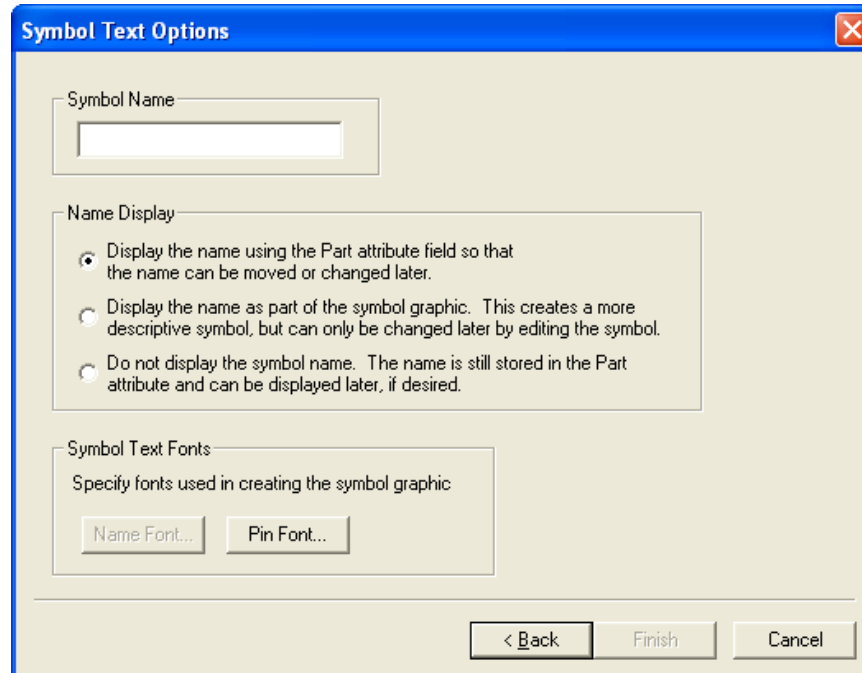 Symbol Text Options
Symbol Name
Name Display
Display the name using the Part attribute field so that
the name can be moved or changed later.
Display the name as part of the symbol graphic.  This creates a more
descriptive symbol, but can only be changed later by editing the symbol.
Do not display the symbol name.  The name is still stored in the Part
attribute and can be displayed later, if desired.
Symbol Text Fonts
Specify fonts used in creating the symbol graphic
Name Font... Pin Font...
< Back Finish Cancel